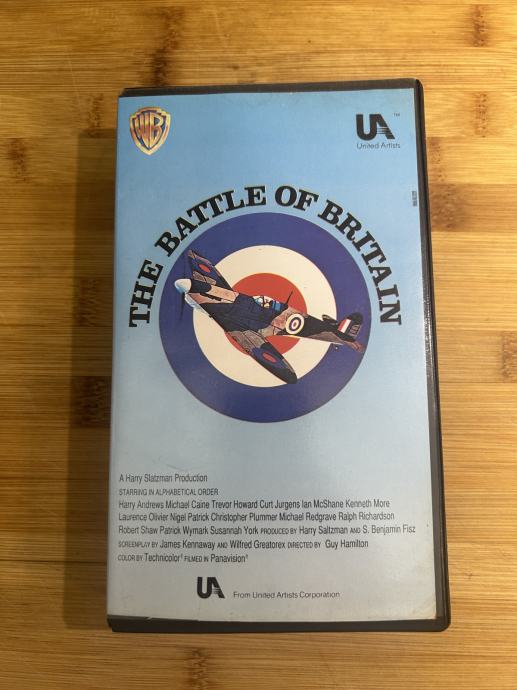 WB
UA TM
United Artists
THE BATTLE OF BRITAIN
A Harry Slatzman Production
STARRING IN ALPHABETICAL ORDER
Harry Andrews Michael Caine Trevor Howard Curt Jurgens Ian McShane Kenneth More
Laurence Olivier Nigel Patrick Christopher Plummer Michael Redgrave Ralph Richardson
Robert Shaw Patrick Wymark Susannah York PRODUCED BY Harry Saltzman AND S. Benjamin Fisz
SCREENPLAY BY James Kennaway AND Wilfred Greatorex DIRECTED BY Guy Hamilton
COLOR BY Technicolor® FILMED IN Panavision®
UA From United Artists Corporation